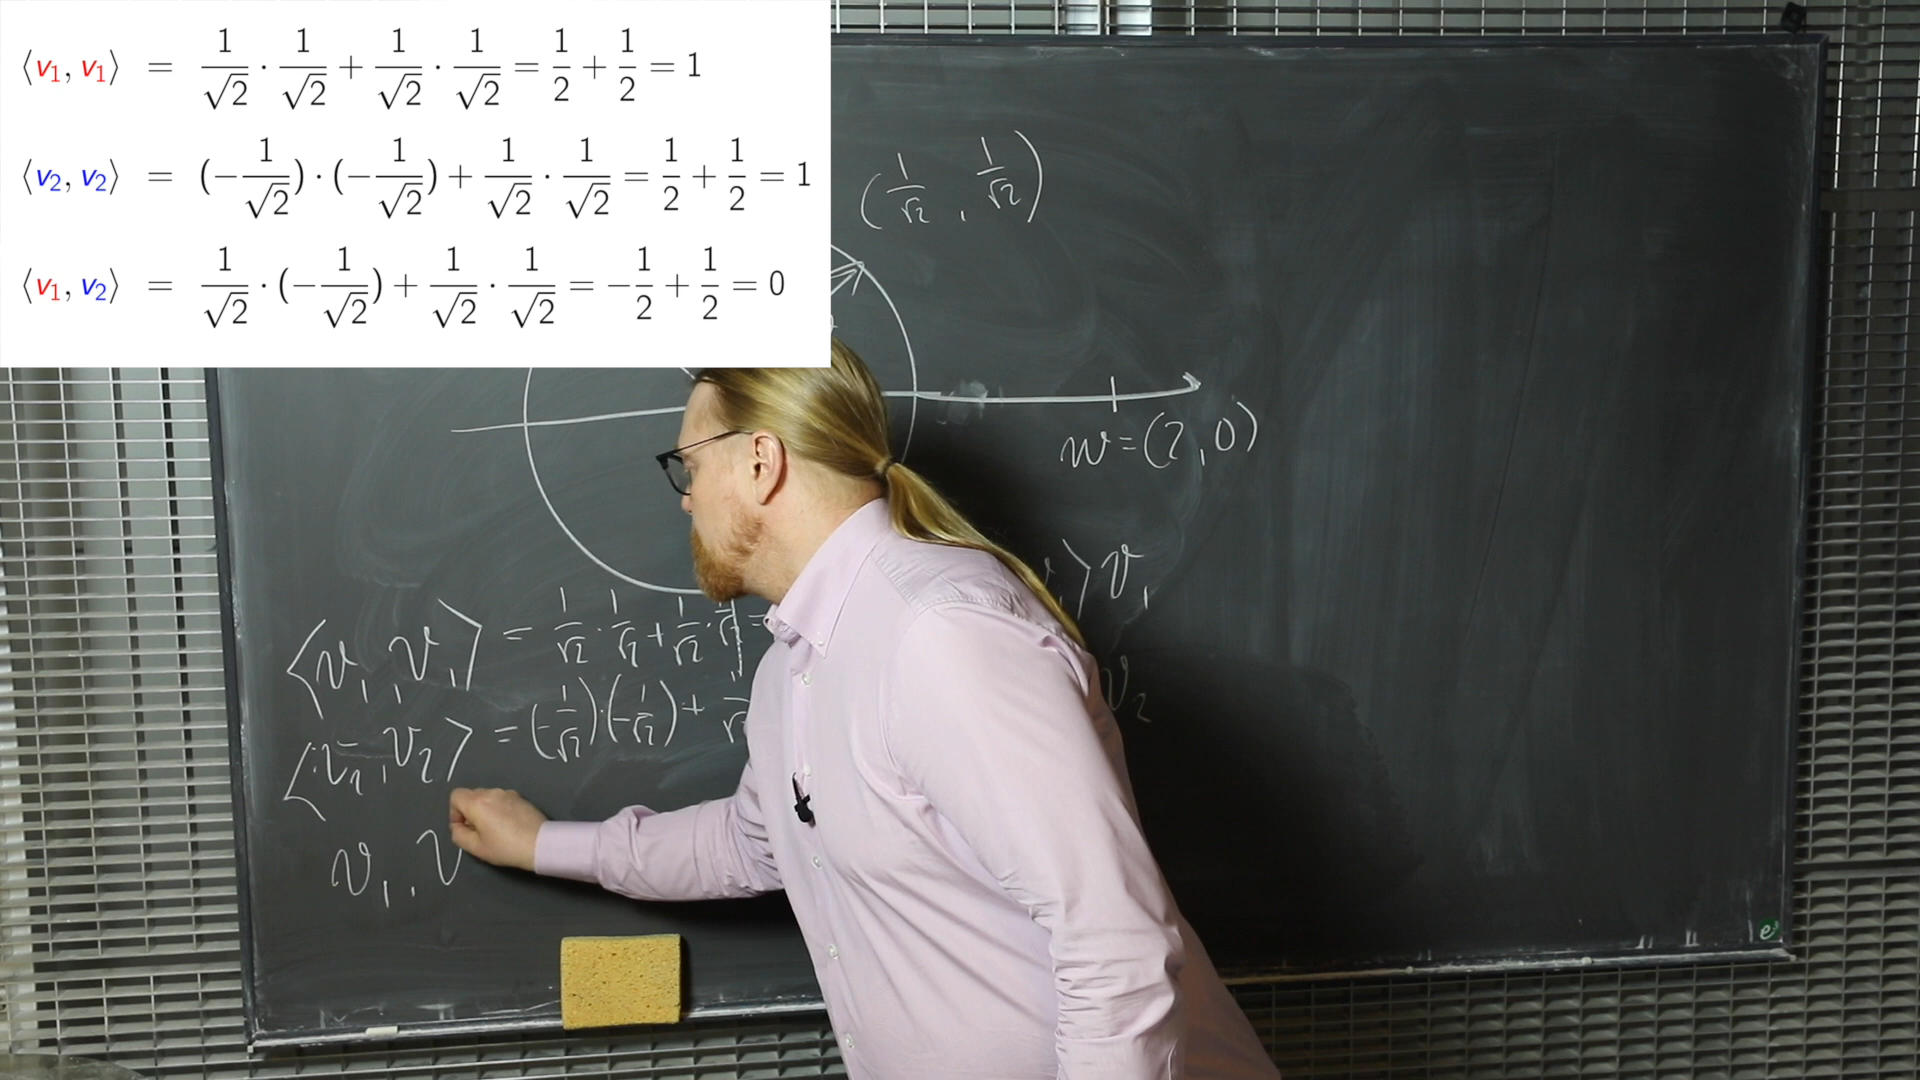 ⟨v₁, v₁⟩ = 1/√2 · 1/√2 + 1/√2 · 1/√2 = 1/2 + 1/2 = 1
⟨v₂, v₂⟩ = (−1/√2) · (−1/√2) + 1/√2 · 1/√2 = 1/2 + 1/2 = 1
⟨v₁, v₂⟩ = 1/√2 · (−1/√2) + 1/√2 · 1/√2 = −1/2 + 1/2 = 0
(1/√2, 1/√2)
w=(2,0)
⟩v₁
v₂
⟨v₁, v₁⟩ = 1/√2 · 1/√2 + 1/√2 · 1/√2 =
v₂⟩ = (−1/√2)·(−1/√2) +
v₁, v